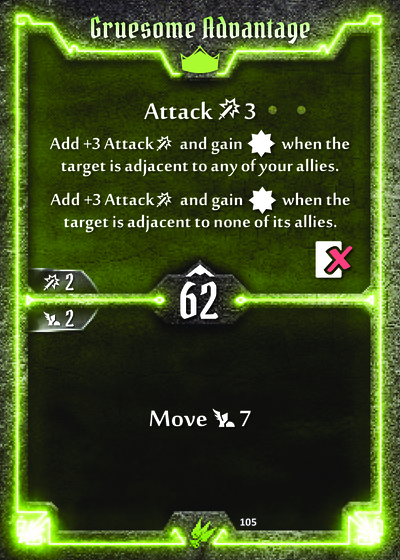 Gruesome Advantage
Attack 3
Add +3 Attack and gain when the
target is adjacent to any of your allies.
Add +3 Attack and gain when the
target is adjacent to none of its allies.
2
62
2
Move 7
105